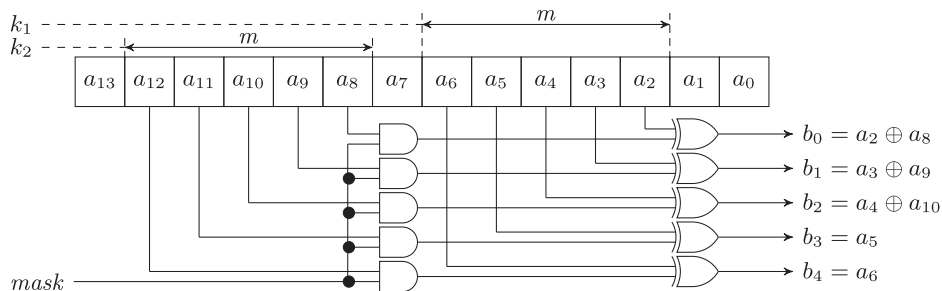 k₁ m
k₂ m
a₁₃ a₁₂ a₁₁ a₁₀ a₉ a₈ a₇ a₆ a₅ a₄ a₃ a₂ a₁ a₀
b₀ = a₂ ⊕ a₈
b₁ = a₃ ⊕ a₉
b₂ = a₄ ⊕ a₁₀
b₃ = a₅
b₄ = a₆
mask